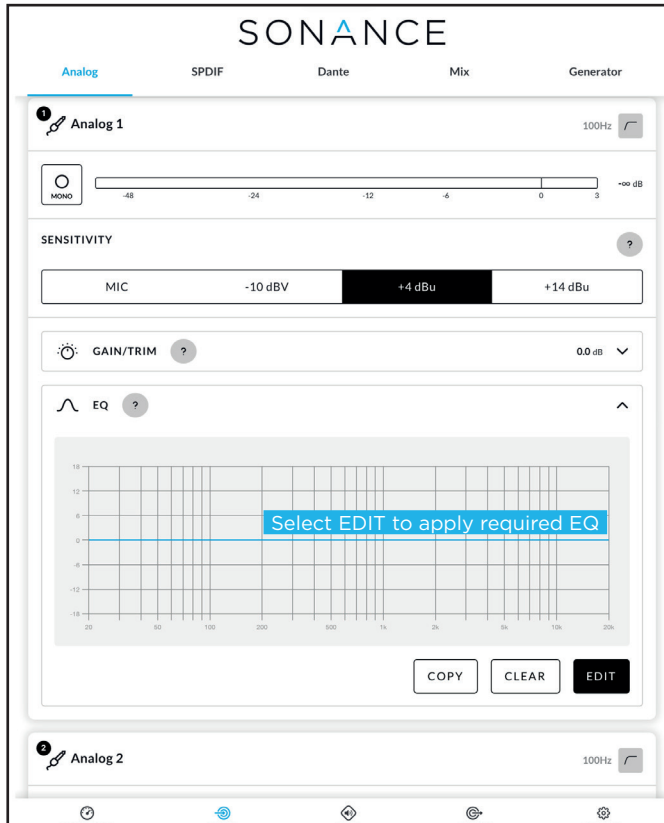 SONANCE
Analog SPDIF Dante Mix Generator
1 Analog 1 100Hz
MONO -48 -24 -12 -6 0 3 -∞ dB
SENSITIVITY ?
MIC -10 dBV +4 dBu +14 dBu
GAIN/TRIM ? 0.0 dB
EQ ?
18
12
6
Select EDIT to apply required EQ
0
-6
-12
-18
20 50 100 200 500 1k 2k 5k 10k 20k
COPY CLEAR EDIT
2 Analog 2 100Hz